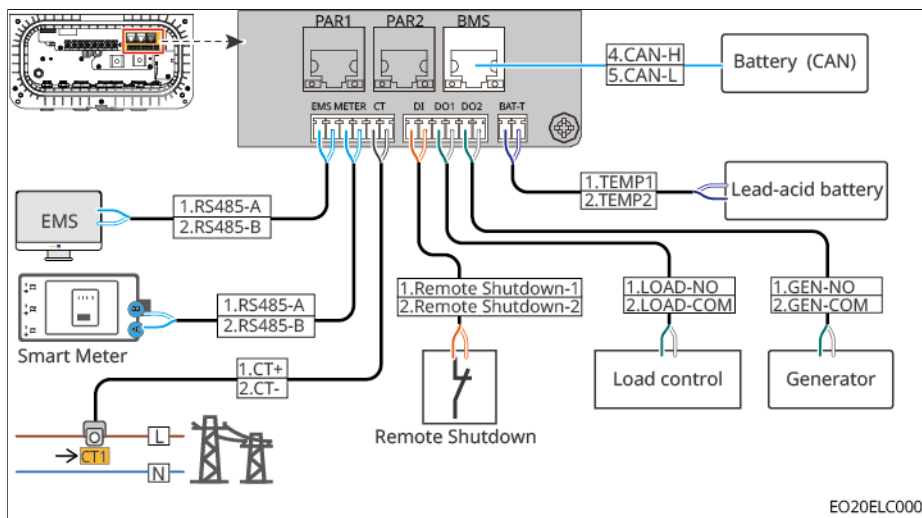 PAR1
PAR2
BMS
4.CAN-H
5.CAN-L
Battery (CAN)
EMS METER CT
DI DO1 DO2
BAT-T
1.TEMP1
2.TEMP2
Lead-acid battery
EMS
1.RS485-A
2.RS485-B
1.Remote Shutdown-1
2.Remote Shutdown-2
1.LOAD-NO
2.LOAD-COM
1.GEN-NO
2.GEN-COM
B
A
1.RS485-A
2.RS485-B
Smart Meter
1.CT+
2.CT-
Load control
Generator
Remote Shutdown
L
CT1
N
EO20ELC000